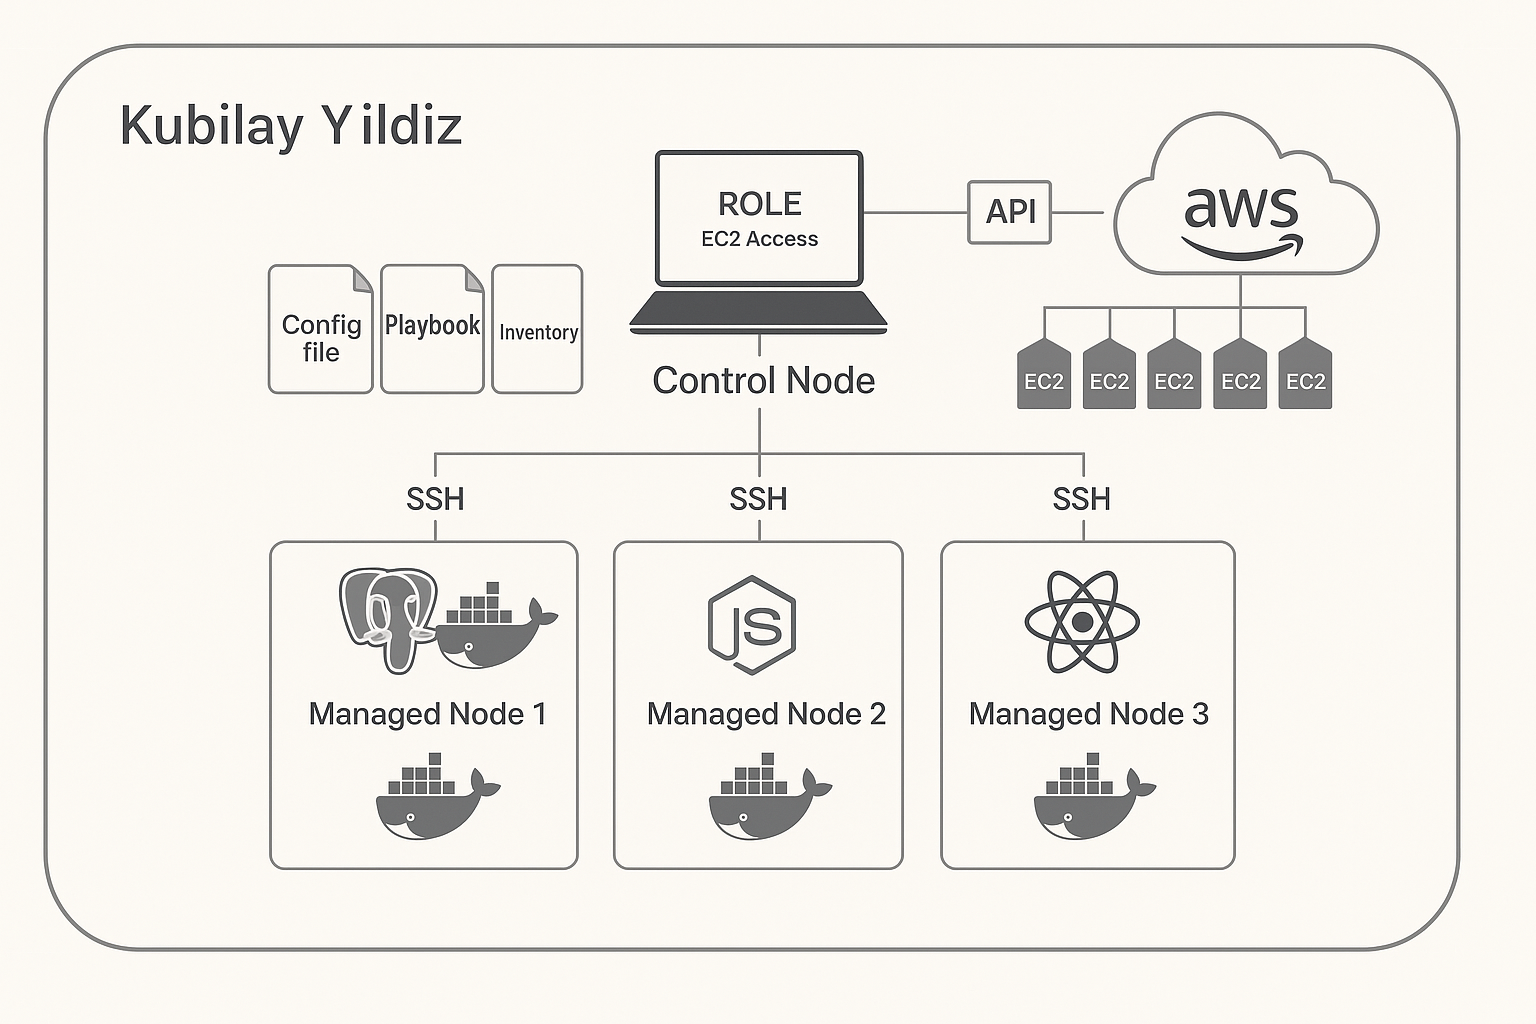 Kubilay Yildiz
ROLE
EC2 Access
API
aws
Config
file
Playbook
Inventory
Control Node
EC2
EC2
EC2
EC2
EC2
SSH
SSH
SSH
JS
Managed Node 1
Managed Node 2
Managed Node 3